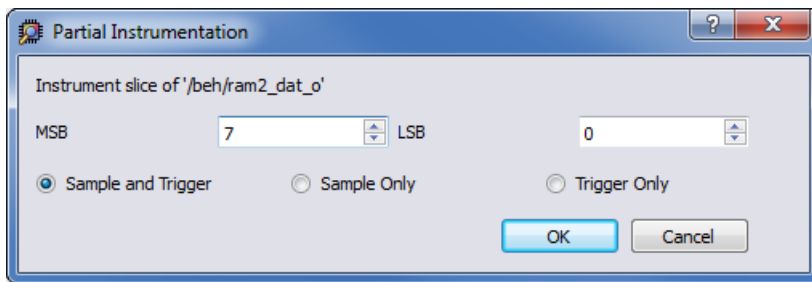 Partial Instrumentation
?
Instrument slice of '/beh/ram2_dat_o'
MSB 7 LSB 0
Sample and Trigger Sample Only Trigger Only
OK Cancel